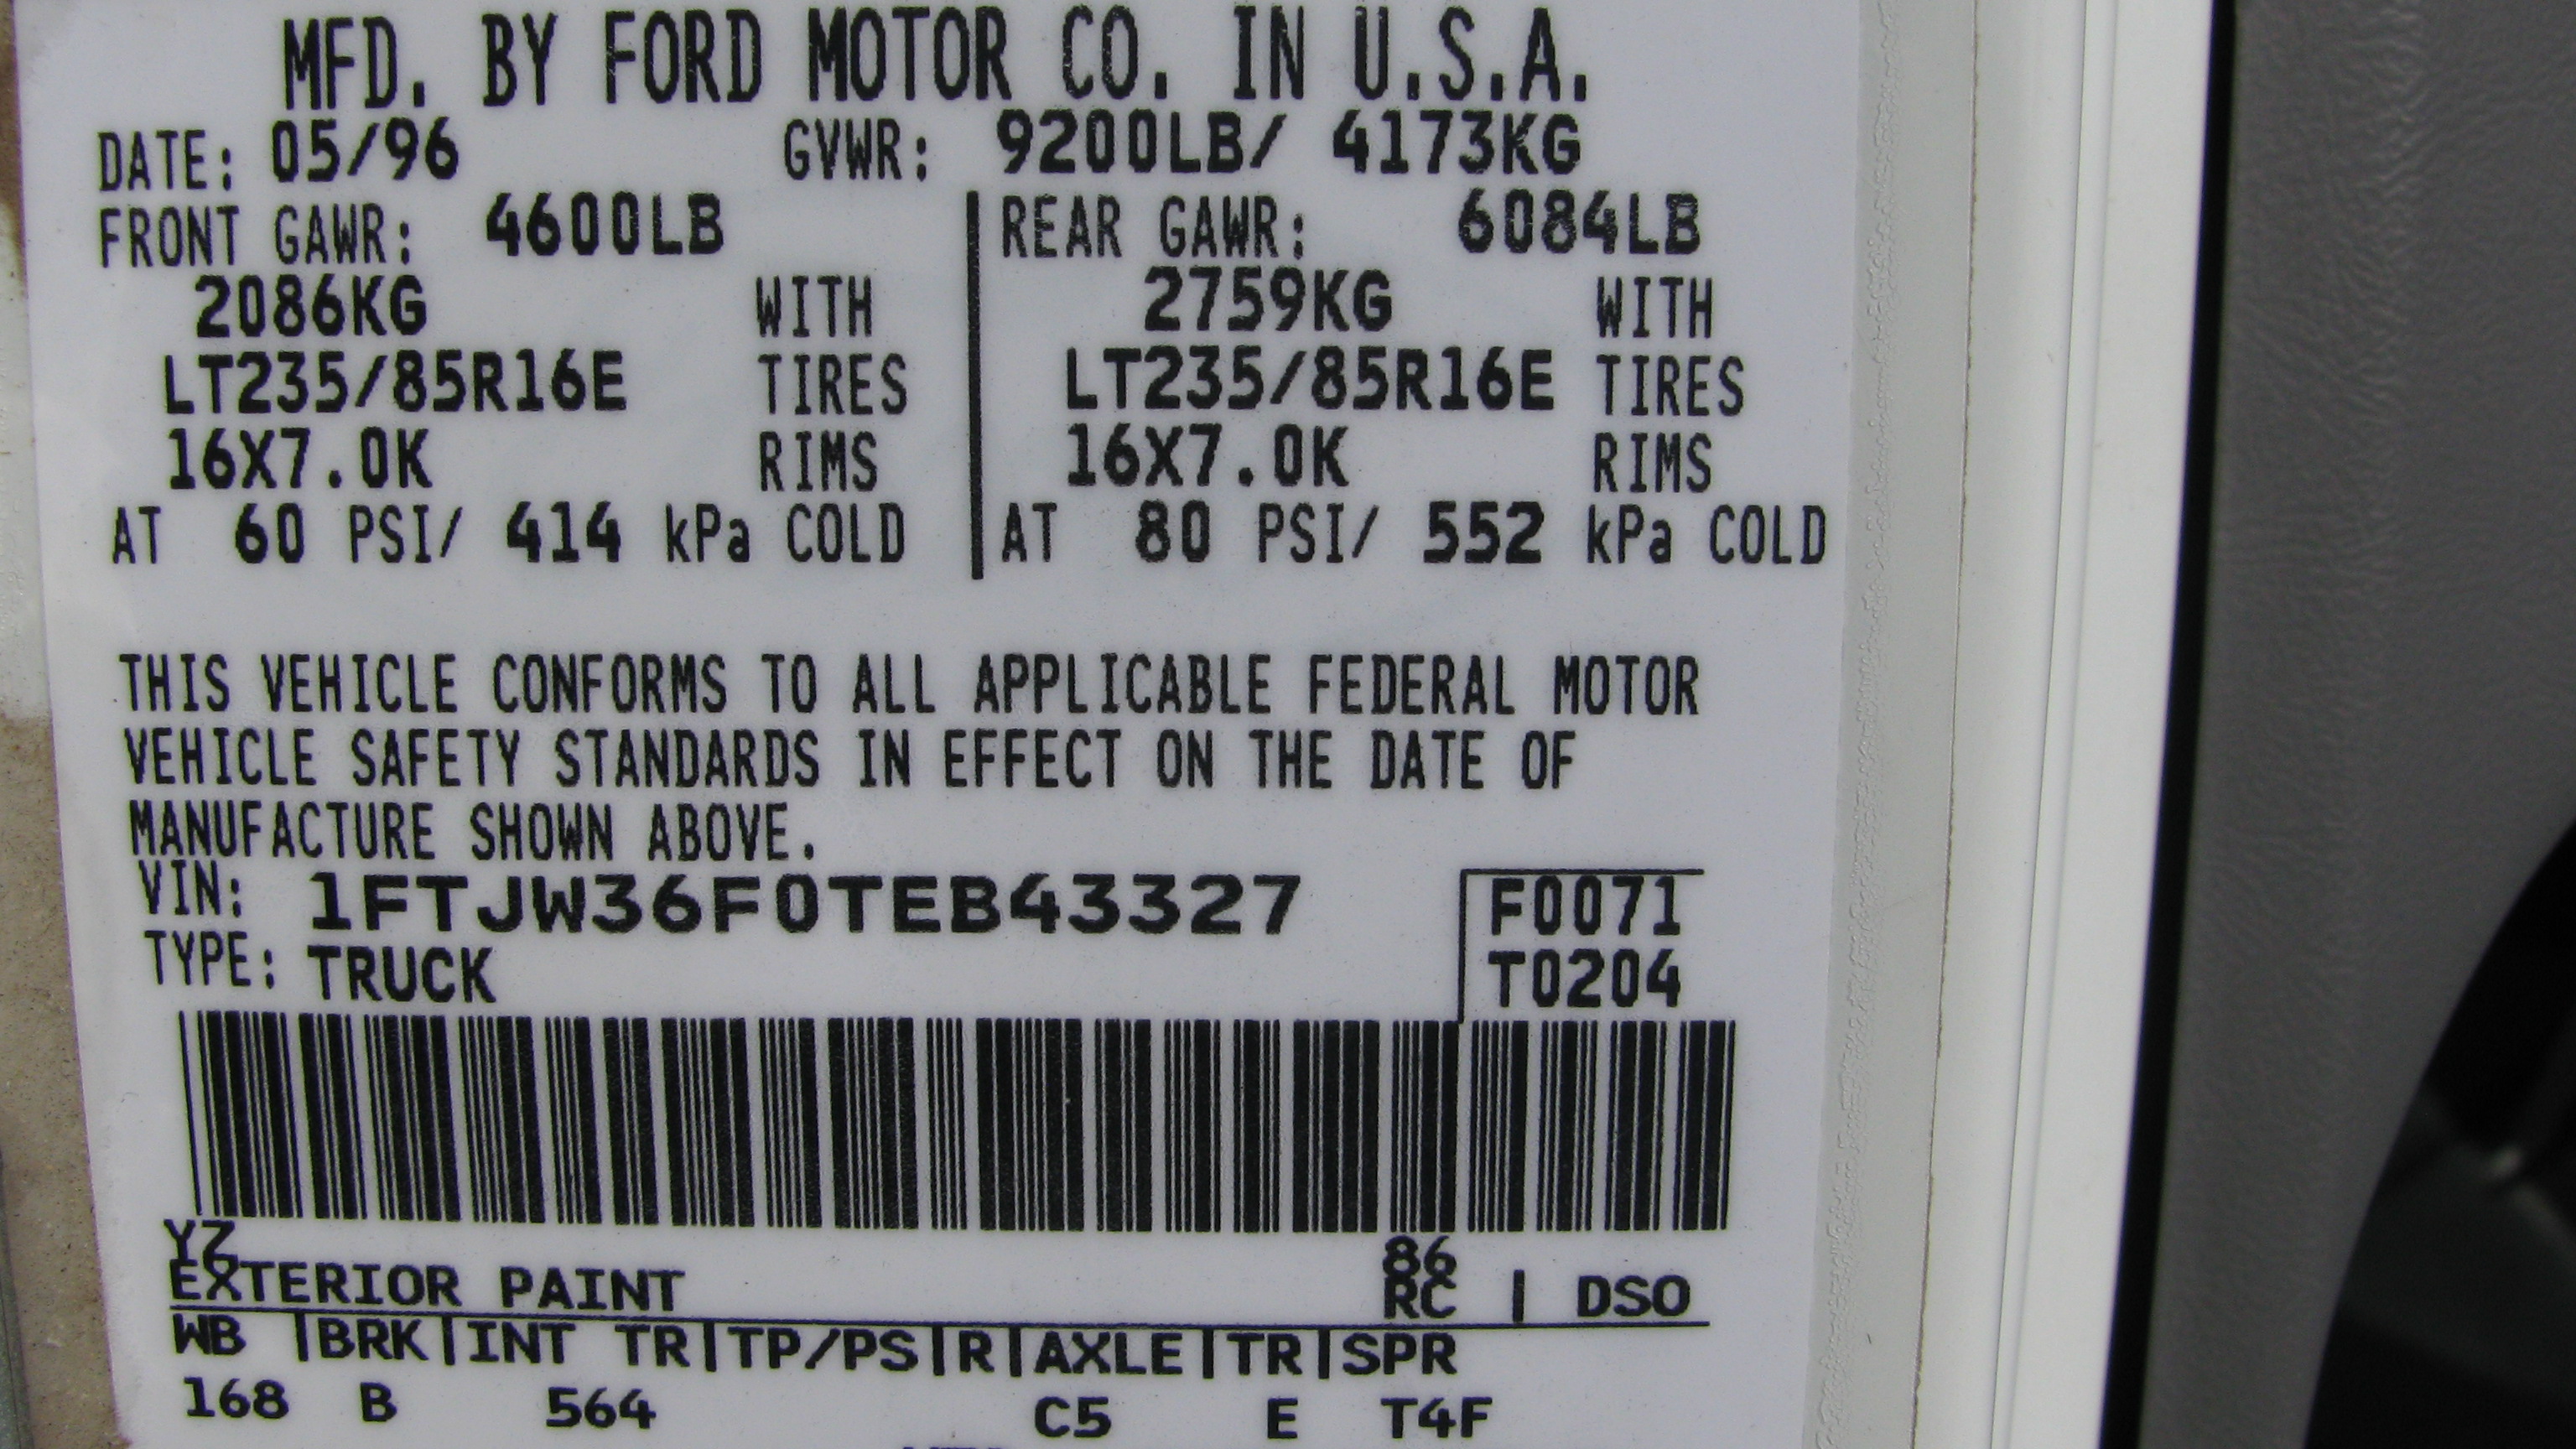 MFD. BY FORD MOTOR CO. IN U.S.A.
DATE: 05/96 GVWR: 9200LB/ 4173KG
FRONT GAWR: 4600LB REAR GAWR: 6084LB
2086KG WITH 2759KG WITH
LT235/85R16E TIRES LT235/85R16E TIRES
16X7.0K RIMS 16X7.0K RIMS
AT 60 PSI/ 414 kPa COLD AT 80 PSI/ 552 kPa COLD
THIS VEHICLE CONFORMS TO ALL APPLICABLE FEDERAL MOTOR
VEHICLE SAFETY STANDARDS IN EFFECT ON THE DATE OF
MANUFACTURE SHOWN ABOVE.
VIN: 1FTJW36F0TEB43327 F0071
TYPE: TRUCK T0204
YZ 86
EXTERIOR PAINT RC | DSO
WB |BRK|INT TR|TP/PS|R|AXLE|TR|SPR
168 B 564 C5 E T4F